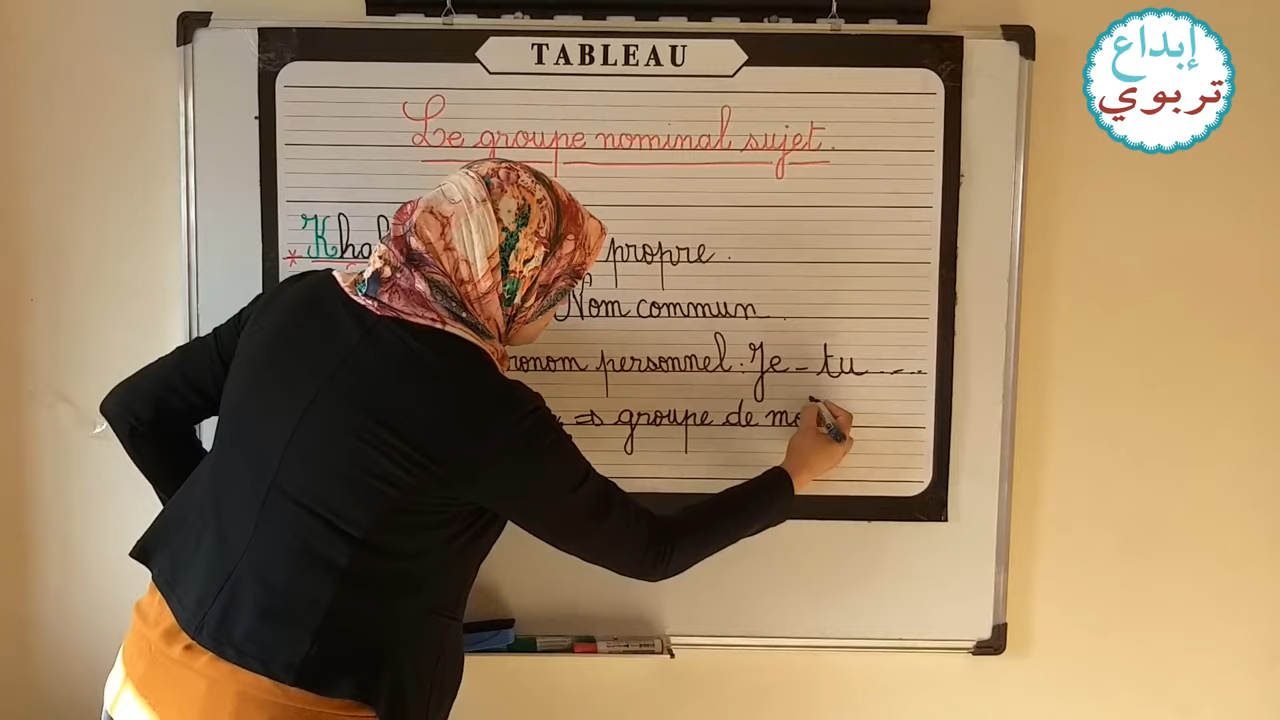 TABLEAU
إبداع
تربوي
Le groupe nominal sujet.
* Kha propre.
Nom commun.
ronom personnel : Je - tu ....
⇒ groupe de mo